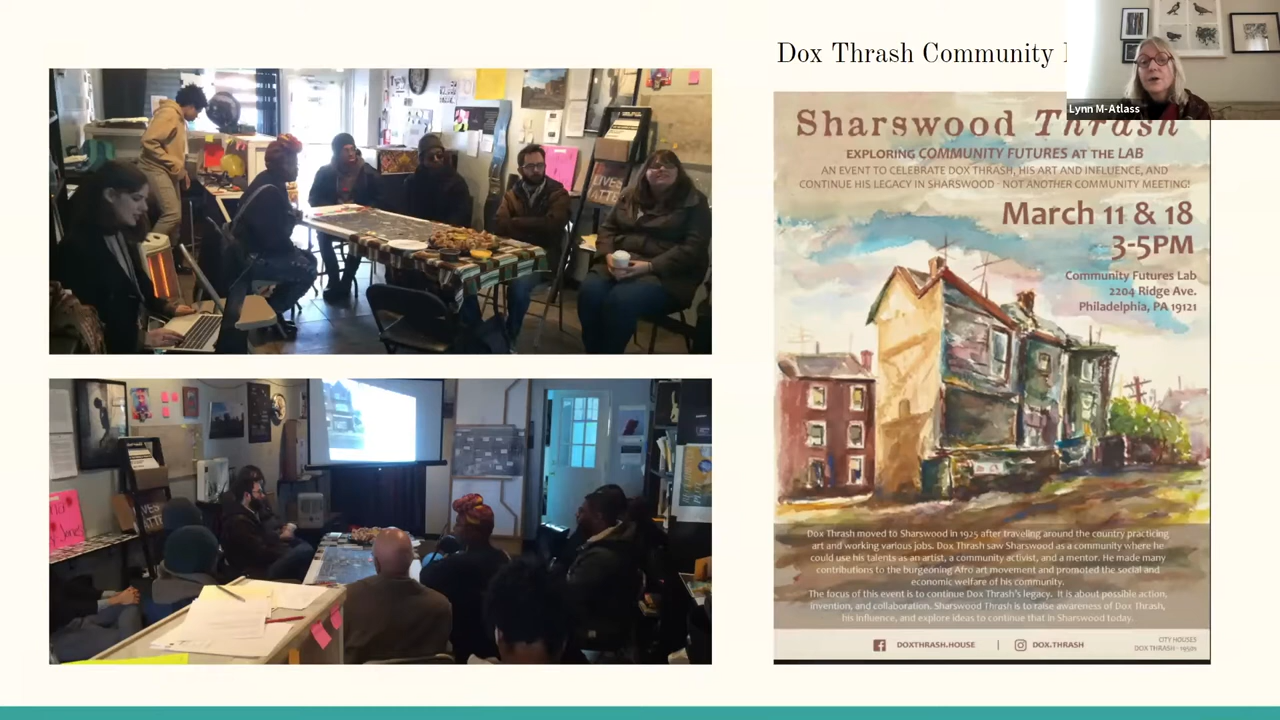 Dox Thrash Community
Lynn M-Atlass
Sharswood Thrash
EXPLORING COMMUNITY FUTURES AT THE LAB
AN EVENT TO CELEBRATE DOX THRASH, HIS ART AND INFLUENCE, AND
CONTINUE HIS LEGACY IN SHARSWOOD - NOT ANOTHER COMMUNITY MEETING!
March 11 & 18
3-5PM
Community Futures Lab
2204 Ridge Ave.
Philadelphia, PA 19121
Dox Thrash moved to Sharswood in 1925 after traveling around the country practicing
art and working various jobs. Dox Thrash saw Sharswood as a community where he
could use his talents as an artist, a community activist, and a mentor. He made many
contributions to the burgeoning Afro art movement and promoted the social and
economic welfare of his community.
The focus of this event is to continue Dox Thrash's legacy. It is about possible action,
invention, and collaboration. Sharswood Thrash is to raise awareness of Dox Thrash,
his influence, and explore ideas to continue that in Sharswood today.
DOXTHRASH.HOUSE | DOX.THRASH
CITY HOUSES
DOX THRASH